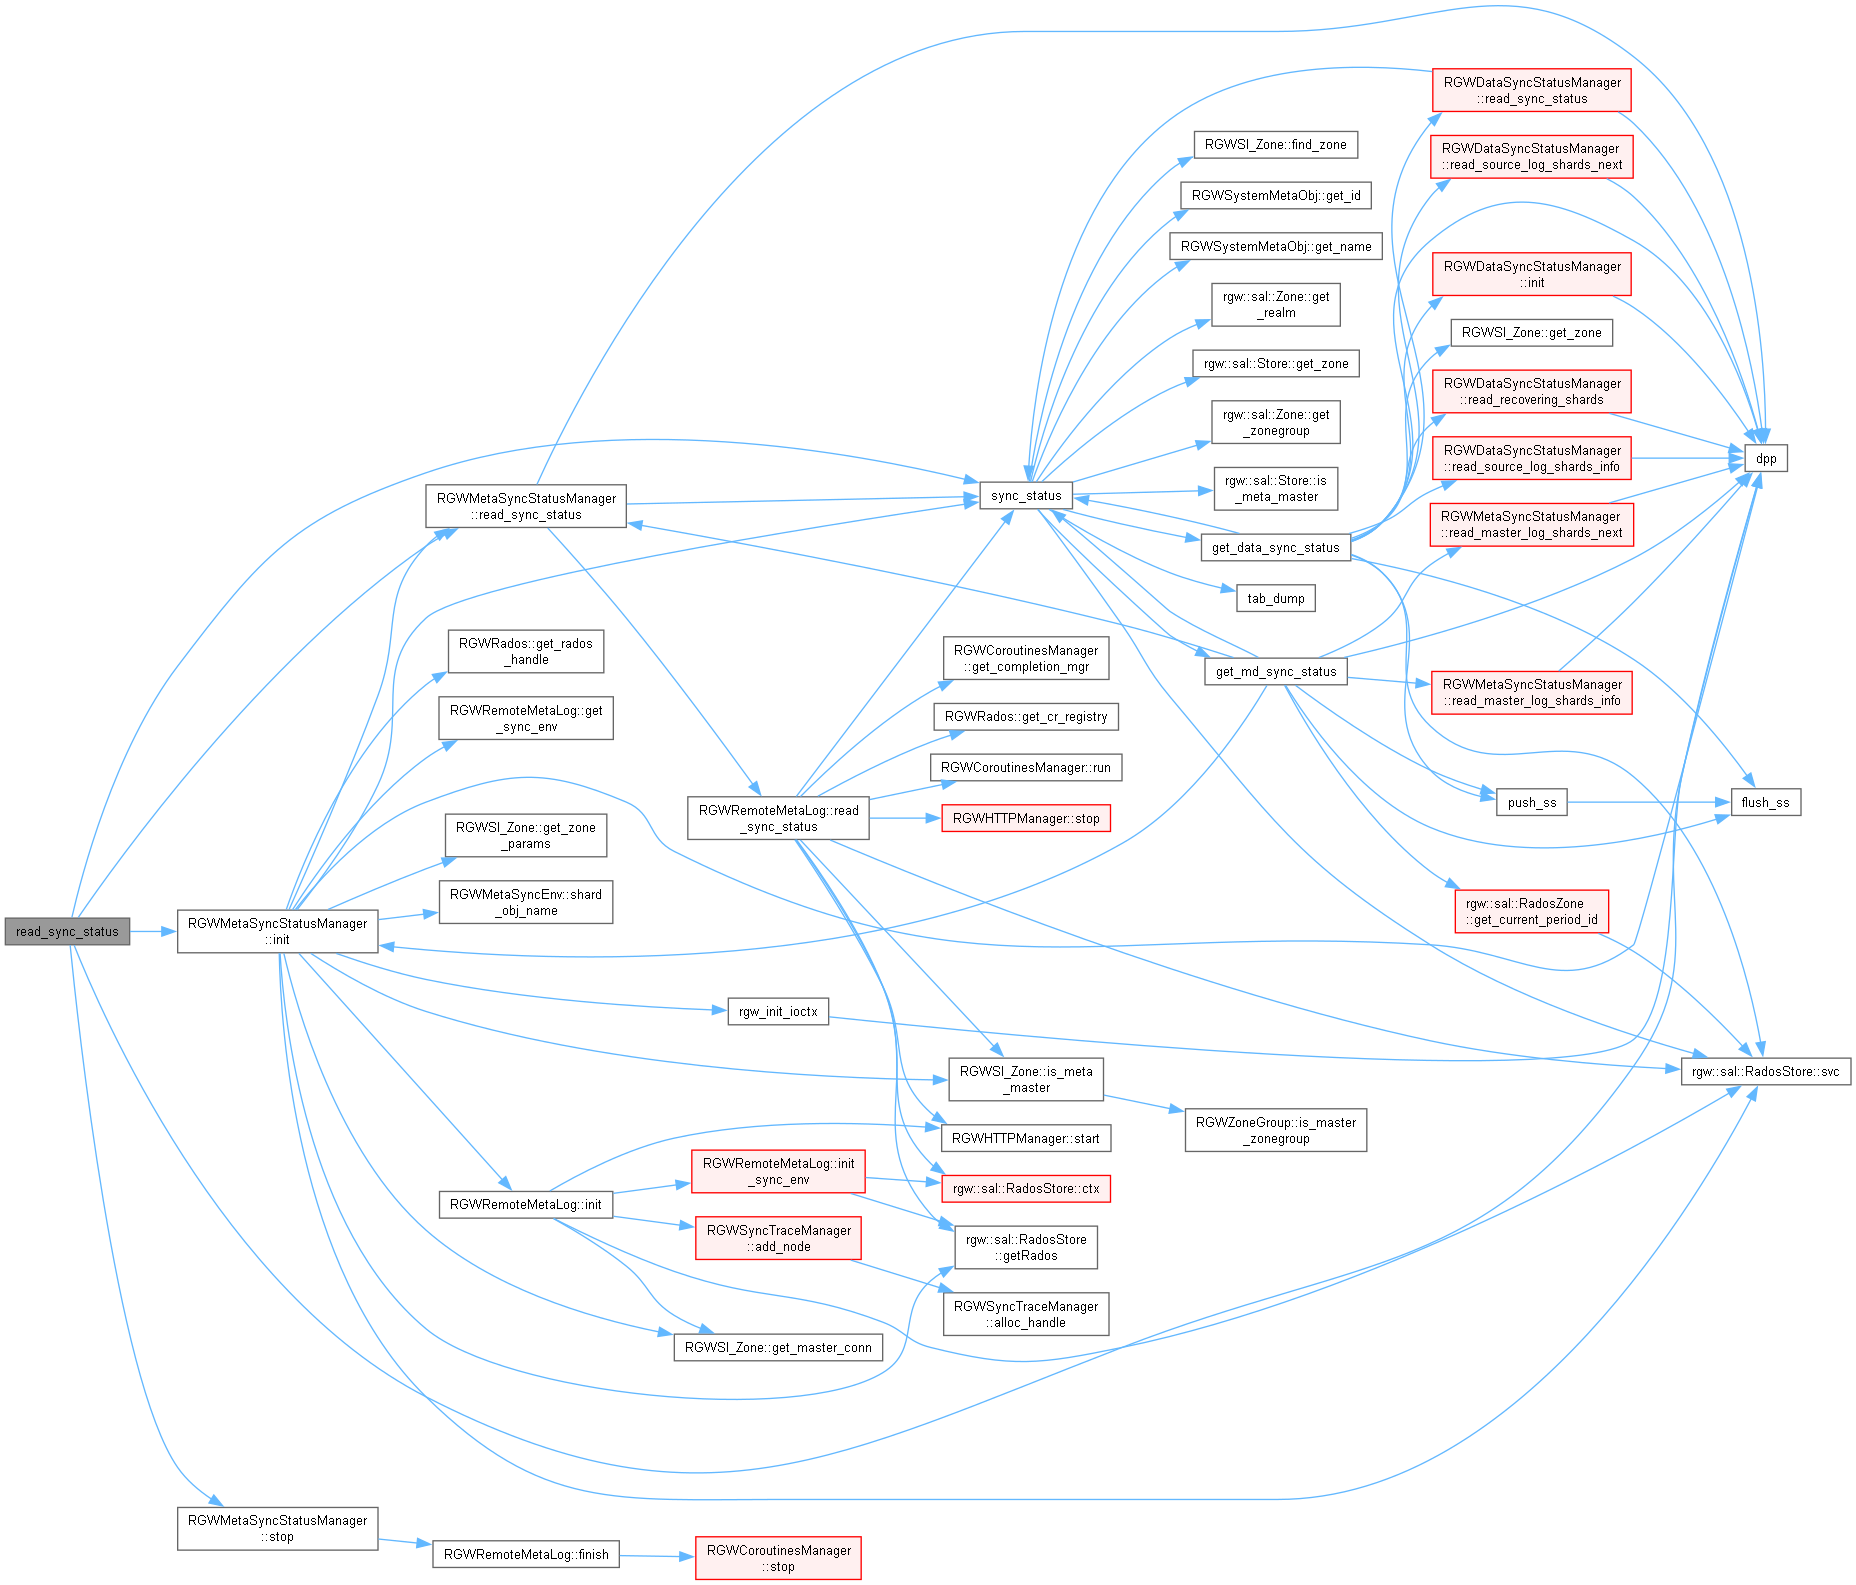 read_sync_status
RGWMetaSyncStatusManager
::init
RGWMetaSyncStatusManager
::stop
RGWMetaSyncStatusManager
::read_sync_status
RGWRados::get_rados
_handle
RGWRemoteMetaLog::get
_sync_env
RGWSI_Zone::get_zone
_params
RGWMetaSyncEnv::shard
_obj_name
RGWRemoteMetaLog::init
RGWRemoteMetaLog::finish
RGWRemoteMetaLog::read
_sync_status
rgw_init_ioctx
RGWRemoteMetaLog::init
_sync_env
RGWSyncTraceManager
::add_node
RGWSI_Zone::get_master_conn
RGWCoroutinesManager
::stop
sync_status
RGWCoroutinesManager
::get_completion_mgr
RGWRados::get_cr_registry
RGWCoroutinesManager::run
RGWHTTPManager::stop
RGWSI_Zone::is_meta
_master
RGWHTTPManager::start
rgw::sal::RadosStore::ctx
rgw::sal::RadosStore
::getRados
RGWSyncTraceManager
::alloc_handle
RGWSI_Zone::find_zone
RGWSystemMetaObj::get_id
RGWSystemMetaObj::get_name
rgw::sal::Zone::get
_realm
rgw::sal::Store::get_zone
rgw::sal::Zone::get
_zonegroup
rgw::sal::Store::is
_meta_master
get_data_sync_status
tab_dump
get_md_sync_status
RGWZoneGroup::is_master
_zonegroup
RGWDataSyncStatusManager
::read_sync_status
RGWDataSyncStatusManager
::read_source_log_shards_next
RGWDataSyncStatusManager
::init
RGWSI_Zone::get_zone
RGWDataSyncStatusManager
::read_recovering_shards
RGWDataSyncStatusManager
::read_source_log_shards_info
RGWMetaSyncStatusManager
::read_master_log_shards_next
RGWMetaSyncStatusManager
::read_master_log_shards_info
push_ss
rgw::sal::RadosZone
::get_current_period_id
dpp
flush_ss
rgw::sal::RadosStore::svc